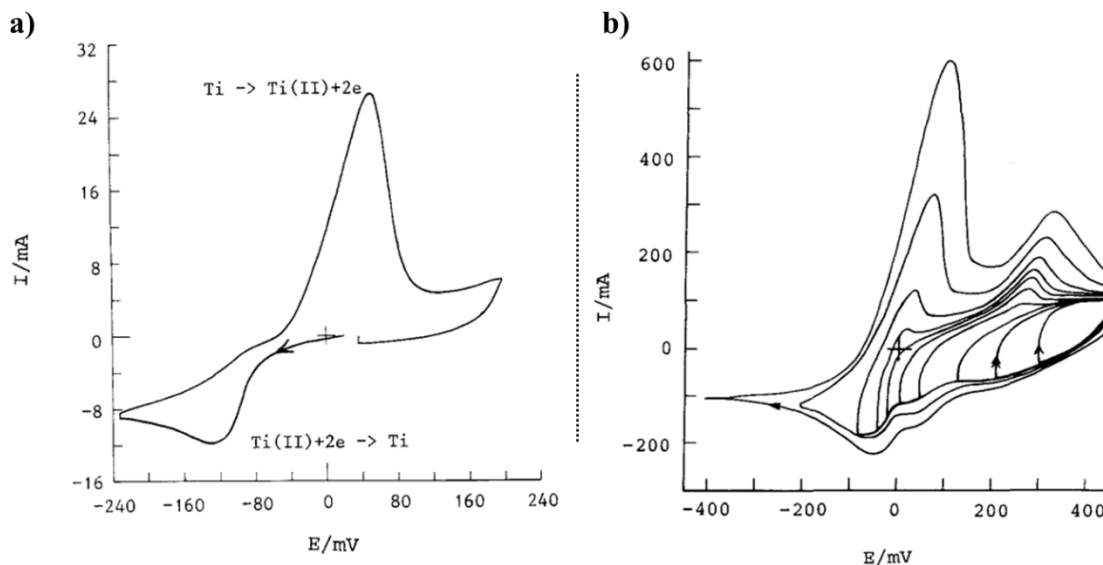 a)
32
24
16
8
0
-8
-16
I/mA
Ti -> Ti(II)+2e
Ti(II)+2e -> Ti
-240 -160 -80 0 80 160 240
E/mV
b)
600
400
200
0
-200
I/mA
-400 -200 0 200 400
E/mV